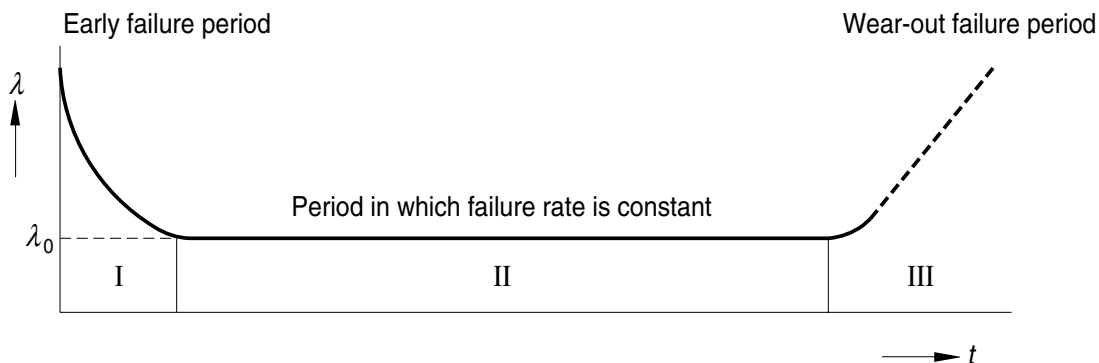 Early failure period
Wear-out failure period
λ
Period in which failure rate is constant
λ₀
I
II
III
t